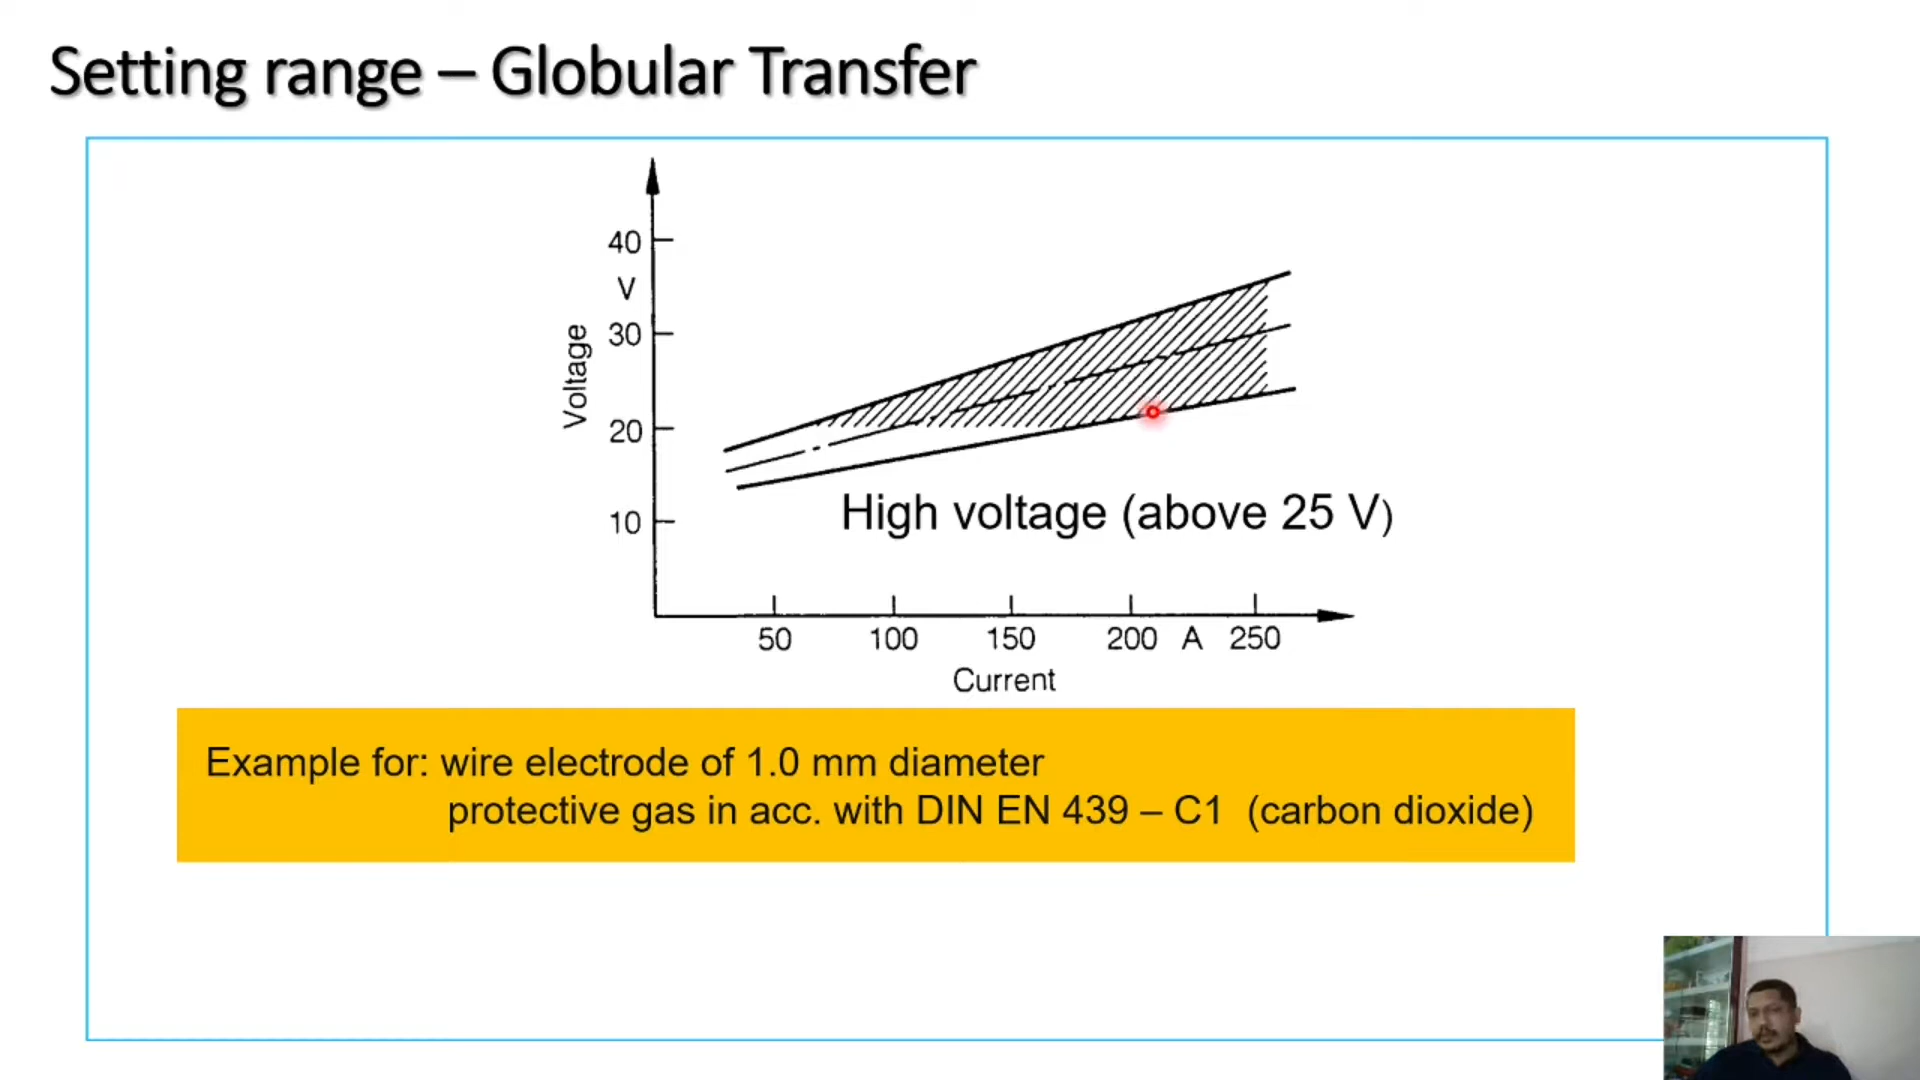 Setting range – Globular Transfer
40
V
30
20
10
Voltage
High voltage (above 25 V)
50 100 150 200 A 250
Current
Example for: wire electrode of 1.0 mm diameter
protective gas in acc. with DIN EN 439 – C1 (carbon dioxide)